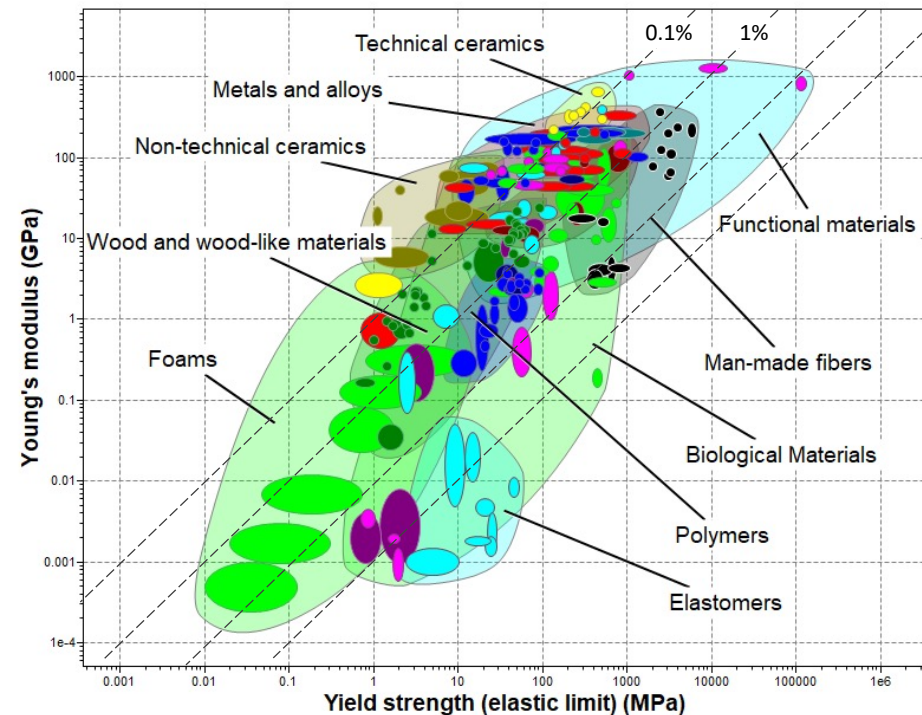 0.1%
1%
Technical ceramics
Metals and alloys
Non-technical ceramics
Functional materials
Wood and wood-like materials
Foams
Man-made fibers
Biological Materials
Polymers
Elastomers
Young's modulus (GPa)
1000
100
10
1
0.1
0.01
0.001
1e-4
0.001
0.01
0.1
1
10
100
1000
10000
100000
1e6
Yield strength (elastic limit) (MPa)